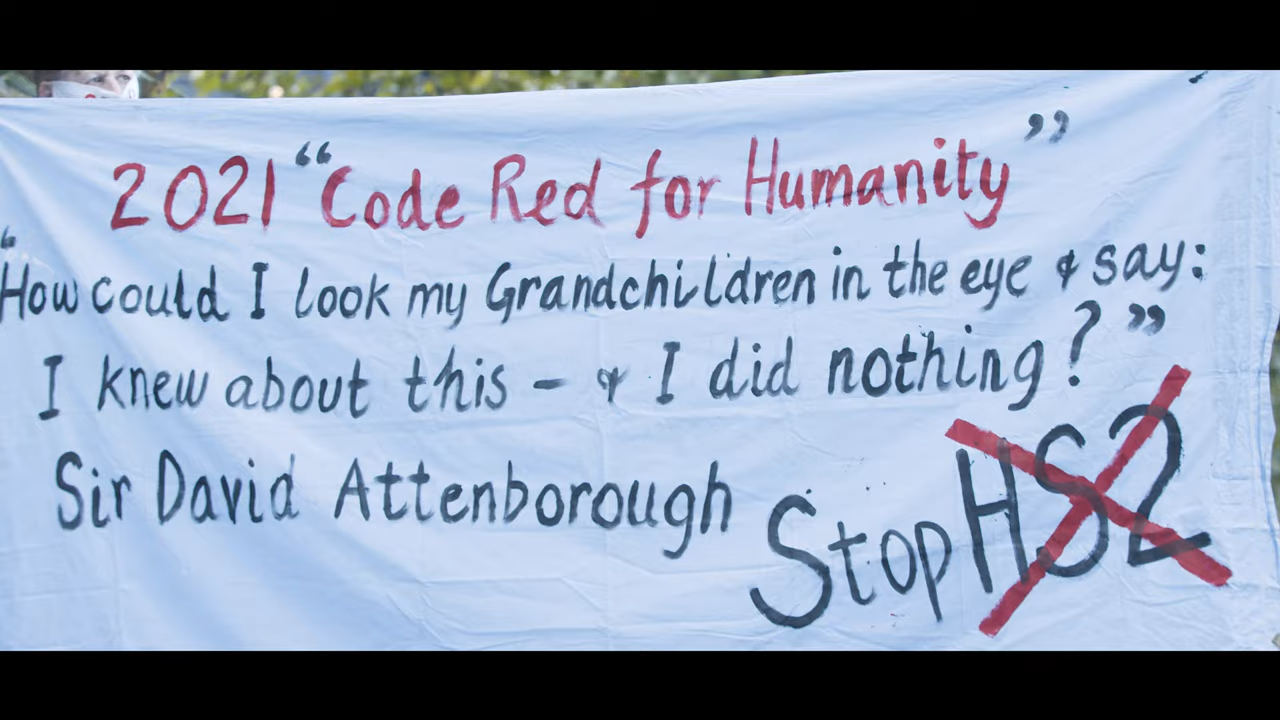 2021 “Code Red for Humanity”
“How could I look my Grandchildren in the eye & say:
I knew about this – & I did nothing?”
Sir David Attenborough
Stop HS2